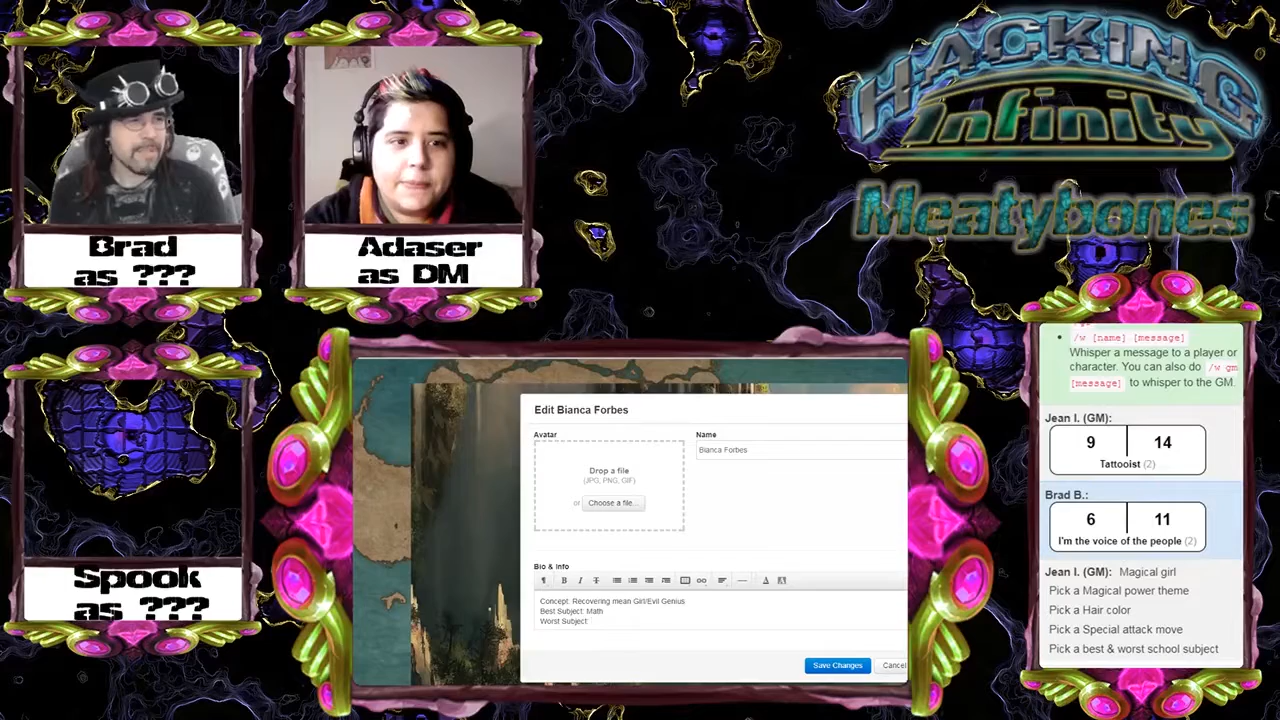 HACKING
Infinity
Meatybones
Brad
as ???
Adaser
as DM
Spook
as ???
Edit Bianca Forbes
Avatar
Drop a file
(JPG, PNG, GIF)
or Choose a file...
Name
Bianca Forbes
Bio & Info
Concept: Recovering mean Girl/Evil Genius
Best Subject: Math
Worst Subject:
Save Changes
Cancel
/w [name] [message]
Whisper a message to a player or
character. You can also do /w gm
[message] to whisper to the GM.
Jean I. (GM):
9 14
Tattooist (2)
Brad B.:
6 11
I'm the voice of the people (2)
Jean I. (GM): Magical girl
Pick a Magical power theme
Pick a Hair color
Pick a Special attack move
Pick a best & worst school subject